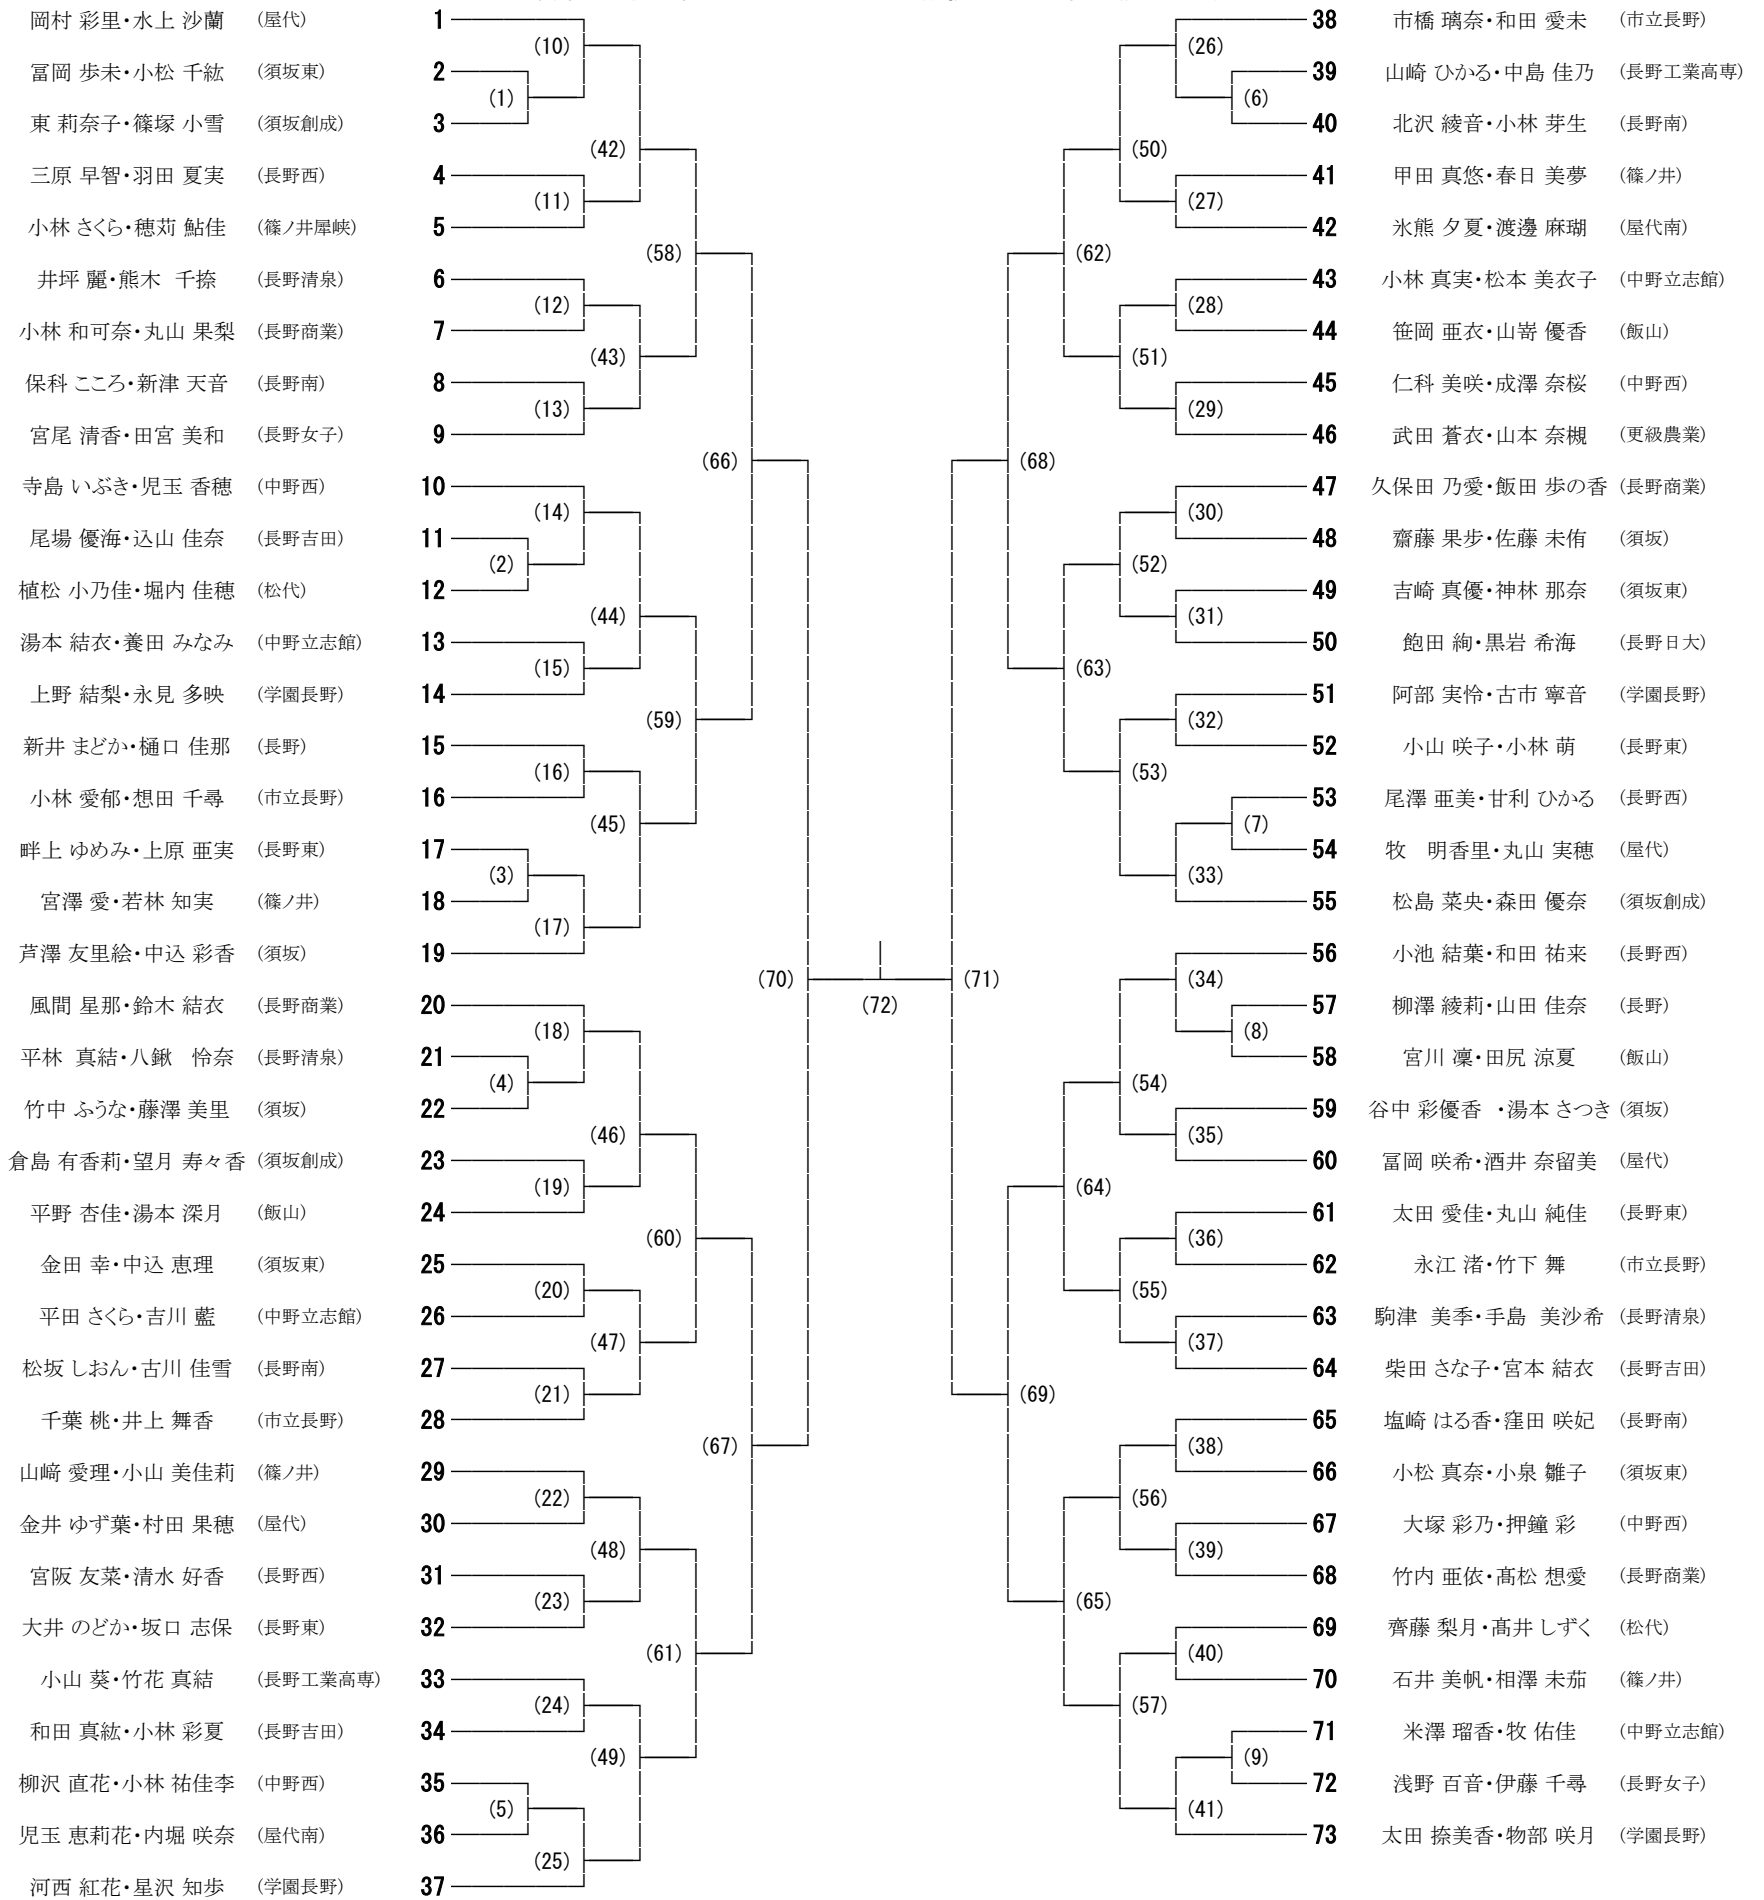 岡村 彩里・水上 沙蘭 (屋代) 1
冨岡 歩未・小松 千紘 (須坂東) 2
東 莉奈子・篠塚 小雪 (須坂創成) 3
三原 早智・羽田 夏実 (長野西) 4
小林 さくら・穂苅 鮎佳 (篠ノ井犀峡) 5
井坪 麗・熊木 千捺 (長野清泉) 6
小林 和可奈・丸山 果梨 (長野商業) 7
保科 こころ・新津 天音 (長野南) 8
宮尾 清香・田宮 美和 (長野女子) 9
寺島 いぶき・児玉 香穂 (中野西) 10
尾場 優海・込山 佳奈 (長野吉田) 11
植松 小乃佳・堀内 佳穂 (松代) 12
湯本 結衣・養田 みなみ (中野立志館) 13
上野 結梨・永見 多映 (学園長野) 14
新井 まどか・樋口 佳那 (長野) 15
小林 愛郁・想田 千尋 (市立長野) 16
畔上 ゆめみ・上原 亜実 (長野東) 17
宮澤 愛・若林 知実 (篠ノ井) 18
芦澤 友里絵・中込 彩香 (須坂) 19
風間 星那・鈴木 結衣 (長野商業) 20
平林 真結・八鍬 怜奈 (長野清泉) 21
竹中 ふうな・藤澤 美里 (須坂) 22
倉島 有香莉・望月 寿々香 (須坂創成) 23
平野 杏佳・湯本 深月 (飯山) 24
金田 幸・中込 恵理 (須坂東) 25
平田 さくら・吉川 藍 (中野立志館) 26
松坂 しおん・古川 佳雪 (長野南) 27
千葉 桃・井上 舞香 (市立長野) 28
山﨑 愛理・小山 美佳莉 (篠ノ井) 29
金井 ゆず葉・村田 果穂 (屋代) 30
宮阪 友菜・清水 好香 (長野西) 31
大井 のどか・坂口 志保 (長野東) 32
小山 葵・竹花 真結 (長野工業高専) 33
和田 真紘・小林 彩夏 (長野吉田) 34
柳沢 直花・小林 祐佳李 (中野西) 35
児玉 恵莉花・内堀 咲奈 (屋代南) 36
河西 紅花・星沢 知歩 (学園長野) 37
(1)
(2)
(3)
(4)
(5)
(10)
(11)
(12)
(13)
(14)
(15)
(16)
(17)
(18)
(19)
(20)
(21)
(22)
(23)
(24)
(25)
(42)
(43)
(44)
(45)
(46)
(47)
(48)
(49)
(58)
(59)
(60)
(61)
(66)
(67)
(70)
(72)
(71)
(68)
(69)
(62)
(63)
(64)
(65)
(50)
(51)
(52)
(53)
(54)
(55)
(56)
(57)
(26)
(27)
(28)
(29)
(30)
(31)
(32)
(33)
(34)
(35)
(36)
(37)
(38)
(39)
(40)
(41)
(6)
(7)
(8)
(9)
38 市橋 璃奈・和田 愛未 (市立長野)
39 山崎 ひかる・中島 佳乃 (長野工業高専)
40 北沢 綾音・小林 芽生 (長野南)
41 甲田 真悠・春日 美夢 (篠ノ井)
42 氷熊 夕夏・渡邊 麻瑚 (屋代南)
43 小林 真実・松本 美衣子 (中野立志館)
44 笹岡 亜衣・山嵜 優香 (飯山)
45 仁科 美咲・成澤 奈桜 (中野西)
46 武田 蒼衣・山本 奈槻 (更級農業)
47 久保田 乃愛・飯田 歩の香 (長野商業)
48 齋藤 果歩・佐藤 未侑 (須坂)
49 吉崎 真優・神林 那奈 (須坂東)
50 飽田 絢・黒岩 希海 (長野日大)
51 阿部 実怜・古市 寧音 (学園長野)
52 小山 咲子・小林 萌 (長野東)
53 尾澤 亜美・甘利 ひかる (長野西)
54 牧 明香里・丸山 実穂 (屋代)
55 松島 菜央・森田 優奈 (須坂創成)
56 小池 結葉・和田 祐来 (長野西)
57 柳澤 綾莉・山田 佳奈 (長野)
58 宮川 凜・田尻 涼夏 (飯山)
59 谷中 彩優香 ・湯本 さつき (須坂)
60 冨岡 咲希・酒井 奈留美 (屋代)
61 太田 愛佳・丸山 純佳 (長野東)
62 永江 渚・竹下 舞 (市立長野)
63 駒津 美季・手島 美沙希 (長野清泉)
64 柴田 さな子・宮本 結衣 (長野吉田)
65 塩崎 はる香・窪田 咲妃 (長野南)
66 小松 真奈・小泉 雛子 (須坂東)
67 大塚 彩乃・押鐘 彩 (中野西)
68 竹内 亜依・髙松 想愛 (長野商業)
69 齊藤 梨月・髙井 しずく (松代)
70 石井 美帆・相澤 未茄 (篠ノ井)
71 米澤 瑠香・牧 佑佳 (中野立志館)
72 浅野 百音・伊藤 千尋 (長野女子)
73 太田 捺美香・物部 咲月 (学園長野)